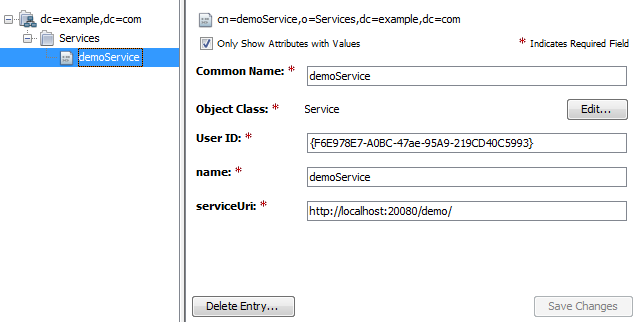 dc=example,dc=com
Services
demoService
cn=demoService,o=Services,dc=example,dc=com
Only Show Attributes with Values
* Indicates Required Field
Common Name: * demoService
Object Class: * Service Edit...
User ID: * {F6E978E7-A0BC-47ae-95A9-219CD40C5993}
name: * demoService
serviceUri: * http://localhost:20080/demo/
Delete Entry... Save Changes